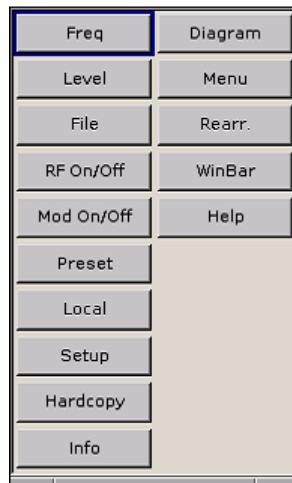 Freq Diagram
Level Menu
File Rearr.
RF On/Off WinBar
Mod On/Off Help
Preset
Local
Setup
Hardcopy
Info